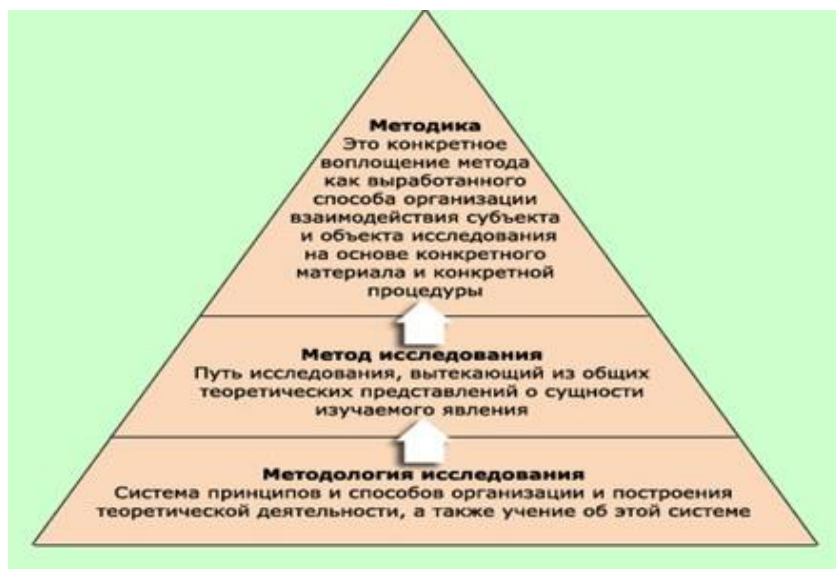 Методика
Это конкретное
воплощение метода
как выработанного
способа организации
взаимодействия субъекта
и объекта исследования
на основе конкретного
материала и конкретной
процедуры
Метод исследования
Путь исследования, вытекающий из общих
теоретических представлений о сущности
изучаемого явления
Методология исследования
Система принципов и способов организации и построения
теоретической деятельности, а также учение об этой системе